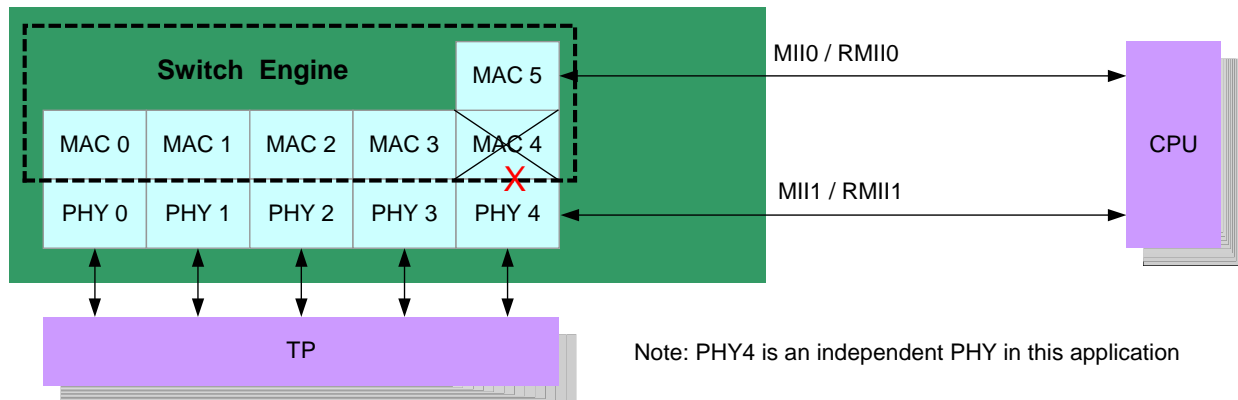 MII0 / RMII0
Switch Engine
MAC 5
MAC 0
MAC 1
MAC 2
MAC 3
MAC 4
X
CPU
MII1 / RMII1
PHY 0
PHY 1
PHY 2
PHY 3
PHY 4
TP
Note: PHY4 is an independent PHY in this application